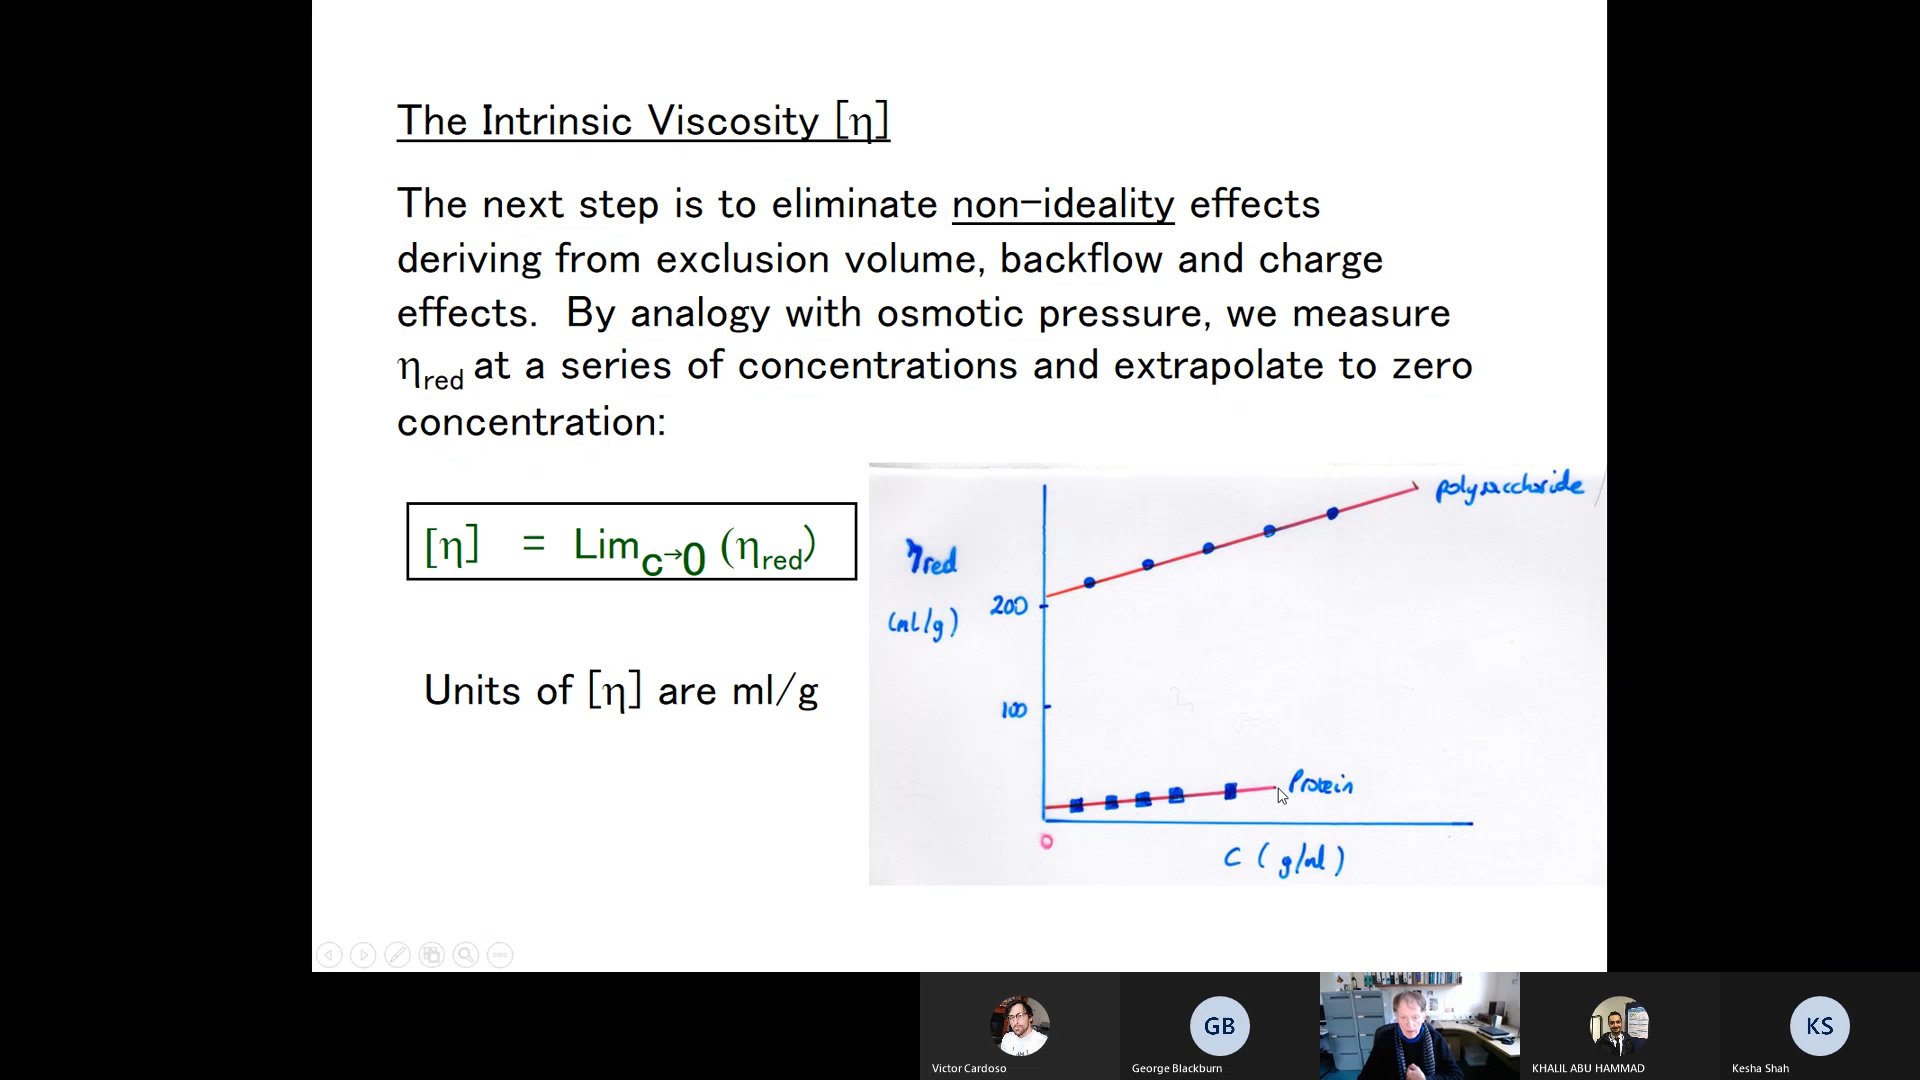 The Intrinsic Viscosity [η]
The next step is to eliminate non-ideality effects
deriving from exclusion volume, backflow and charge
effects.  By analogy with osmotic pressure, we measure
ηred at a series of concentrations and extrapolate to zero
concentration:
[η] = Limc→0 (ηred)
Units of [η] are ml/g
polysaccharide
ηred
(ml/g)
200
100
Protein
0
C (g/ml)
GB
KS
Victor Cardoso
George Blackburn
KHALIL ABU HAMMAD
Kesha Shah